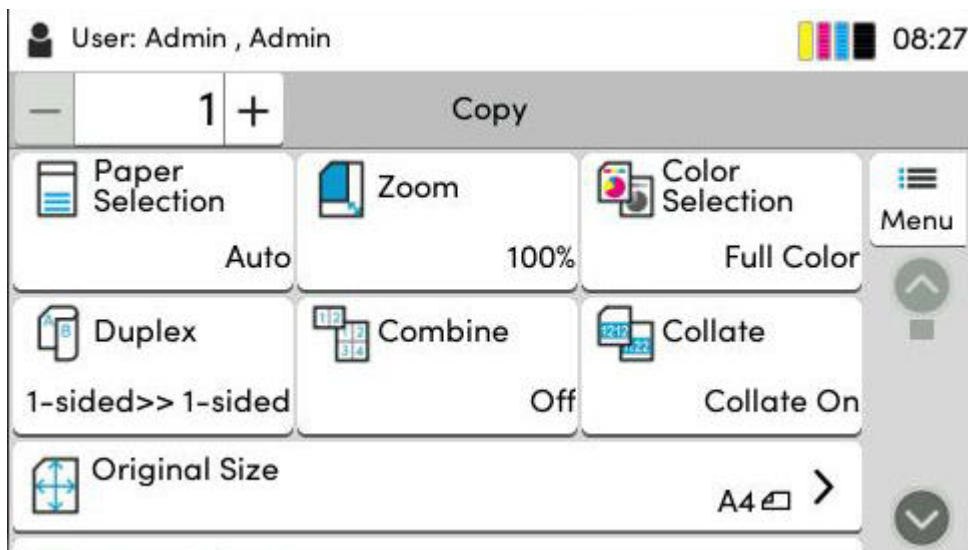 User: Admin , Admin
08:27
1
Copy
Paper
Selection
Auto
Zoom
100%
Color
Selection
Full Color
Menu
Duplex
1-sided>> 1-sided
Combine
Off
Collate
Collate On
Original Size
A4